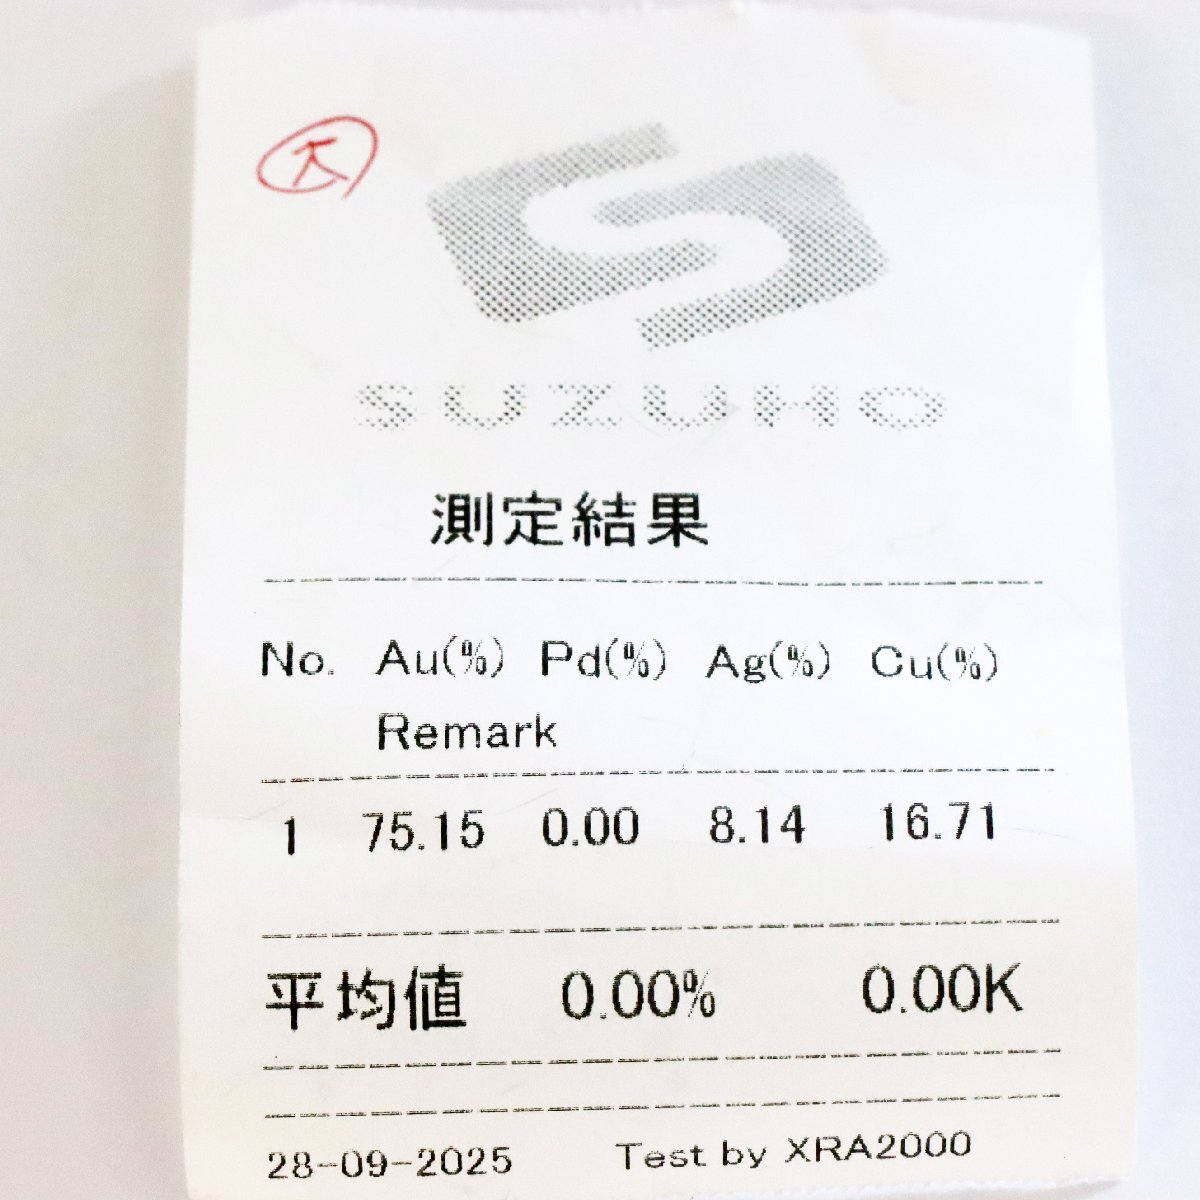 大
SUZUHO
測定結果
No. Au(%) Pd(%) Ag(%) Cu(%)
Remark
1 75.15 0.00 8.14 16.71
平均値 0.00% 0.00K
28-09-2025 Test by XRA2000